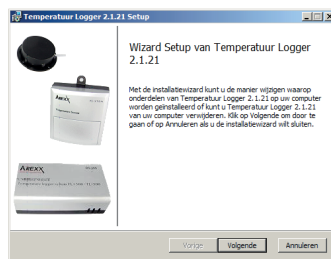 Temperatuur Logger 2.1.21 Setup
Wizard Setup van Temperatuur Logger
2.1.21
Met de installatiewizard kunt u de manier wijzigen waarop
onderdelen van Temperatuur Logger 2.1.21 op uw computer
worden geïnstalleerd of kunt u Temperatuur Logger 2.1.21
van uw computer verwijderen. Klik op Volgende om door te
gaan of op Annuleren als u de installatiewizard wilt sluiten.
AREXX
AREXX
Vorige
Volgende
Annuleren